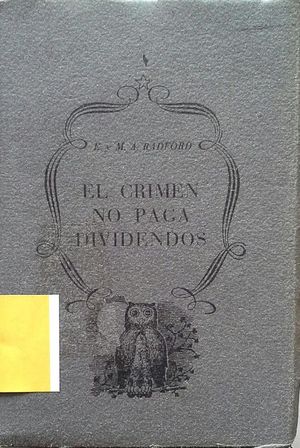 E. y M. A. RADFORD
EL CRIMEN
NO PAGA
DIVIDENDOS